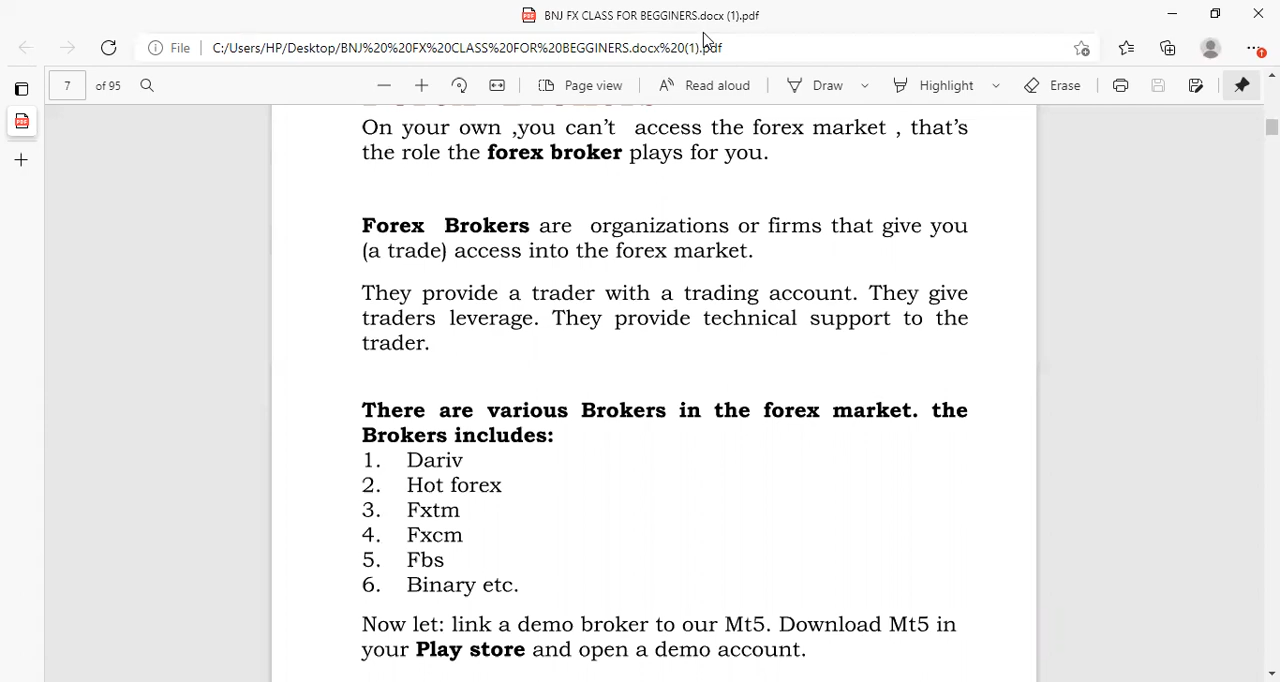 BNJ FX CLASS FOR BEGGINERS.docx (1).pdf
File C:/Users/HP/Desktop/BNJ%20%20FX%20CLASS%20FOR%20BEGGINERS.docx%20(1).pdf
7 of 95 Page view Read aloud Draw Highlight Erase
On your own ,you can't access the forex market , that's
the role the forex broker plays for you.
Forex Brokers are organizations or firms that give you
(a trade) access into the forex market.
They provide a trader with a trading account. They give
traders leverage. They provide technical support to the
trader.
There are various Brokers in the forex market. the
Brokers includes:
1. Dariv
2. Hot forex
3. Fxtm
4. Fxcm
5. Fbs
6. Binary etc.
Now let: link a demo broker to our Mt5. Download Mt5 in
your Play store and open a demo account.